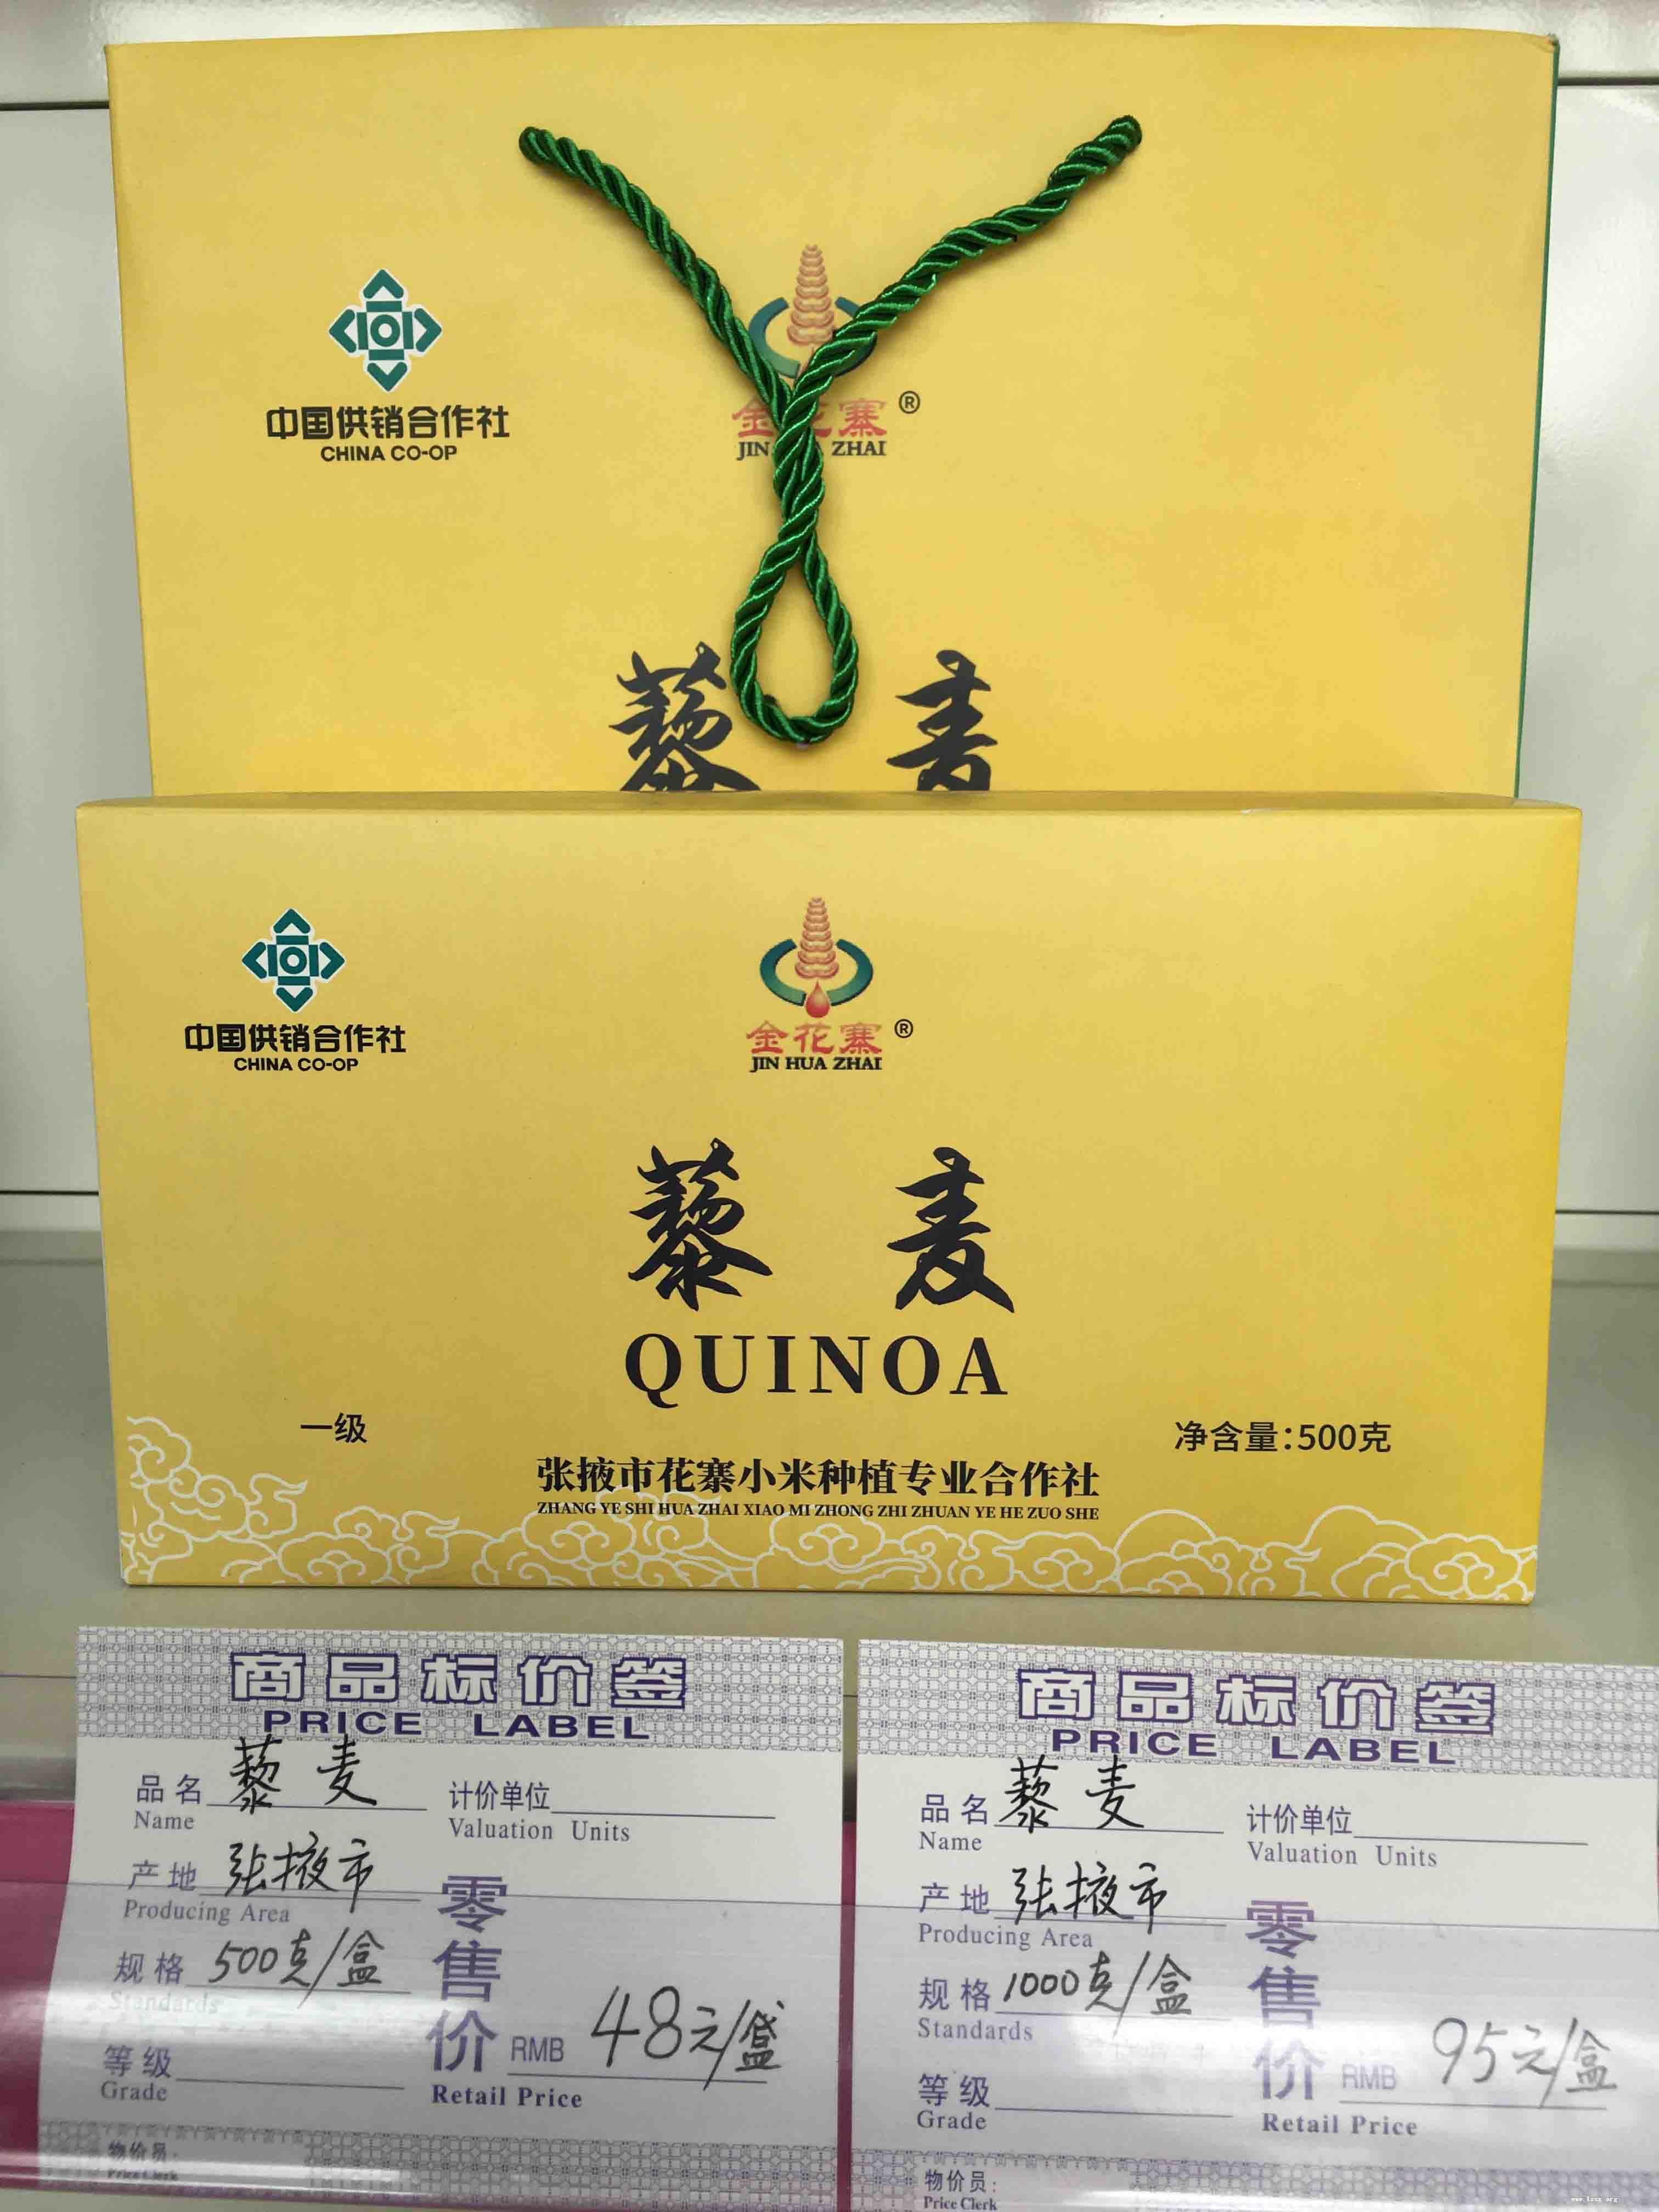 中国供销合作社
CHINA CO-OP
金花寨®
JIN ZHAI
藜麦
中国供销合作社
CHINA CO-OP
金花寨®
JIN HUA ZHAI
藜麦
QUINOA
一级
净含量:500克
张掖市花寨小米种植专业合作社
ZHANG YE SHI HUA ZHAI XIAO MI ZHONG ZHI ZHUAN YE HE ZUO SHE
商品标价签
PRICE LABEL
品名 藜麦 计价单位
Name Valuation Units
产地 张掖市
Producing Area
规格 500克/盒
Standards
等级
Grade
零售价 RMB 48元/盒
Retail Price
物价员:
Price Clerk
商品标价签
PRICE LABEL
品名 藜麦 计价单位
Name Valuation Units
产地 张掖市
Producing Area
规格 1000克/盒
Standards
等级
Grade
零售价 RMB 95元/盒
Retail Price
物价员:
Price Clerk